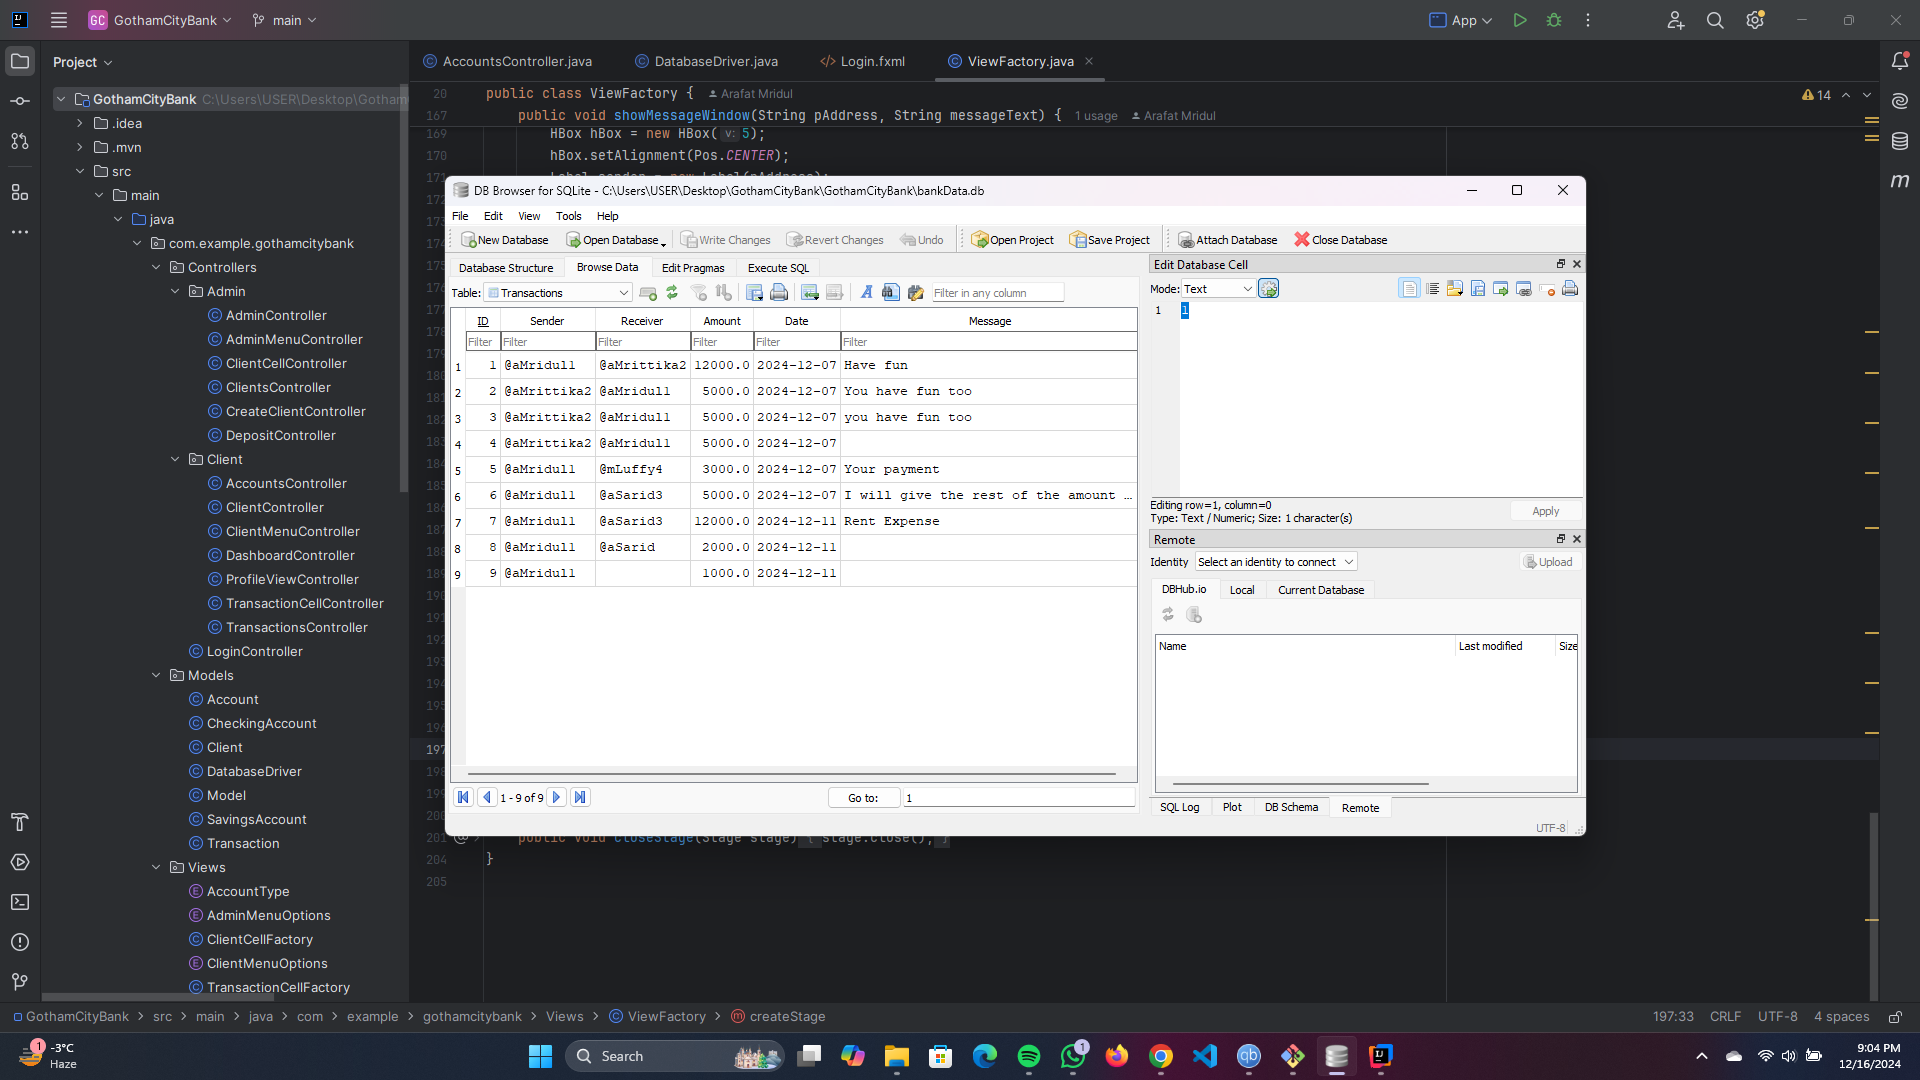 GC GothamCityBank main App
Project
AccountsController.java DatabaseDriver.java Login.fxml ViewFactory.java
GothamCityBank C:\Users\USER\Desktop\Gotham
.idea
.mvn
src
main
java
com.example.gothamcitybank
Controllers
Admin
AdminController
AdminMenuController
ClientCellController
ClientsController
CreateClientController
DepositController
Client
AccountsController
ClientController
ClientMenuController
DashboardController
ProfileViewController
TransactionCellController
TransactionsController
LoginController
Models
Account
CheckingAccount
Client
DatabaseDriver
Model
SavingsAccount
Transaction
Views
AccountType
AdminMenuOptions
ClientCellFactory
ClientMenuOptions
TransactionCellFactory
20 public class ViewFactory { Arafat Mridul
14
167 public void showMessageWindow(String pAddress, String messageText) { 1 usage Arafat Mridul
169 HBox hBox = new HBox( v: 5);
170 hBox.setAlignment(Pos.CENTER);
DB Browser for SQLite - C:\Users\USER\Desktop\GothamCityBank\GothamCityBank\bankData.db
File Edit View Tools Help
New Database Open Database Write Changes Revert Changes Undo Open Project Save Project Attach Database Close Database
Database Structure Browse Data Edit Pragmas Execute SQL
Table: Transactions Filter in any column
ID Sender Receiver Amount Date Message
Filter Filter Filter Filter Filter Filter
1 1 @aMridul1 @aMrittika2 12000.0 2024-12-07 Have fun
2 2 @aMrittika2 @aMridul1 5000.0 2024-12-07 You have fun too
3 3 @aMrittika2 @aMridul1 5000.0 2024-12-07 you have fun too
4 4 @aMrittika2 @aMridul1 5000.0 2024-12-07
5 5 @aMridul1 @mLuffy4 3000.0 2024-12-07 Your payment
6 6 @aMridul1 @aSarid3 5000.0 2024-12-07 I will give the rest of the amount …
7 7 @aMridul1 @aSarid3 12000.0 2024-12-11 Rent Expense
8 8 @aMridul1 @aSarid 2000.0 2024-12-11
9 9 @aMridul1 1000.0 2024-12-11
1 - 9 of 9 Go to: 1
Edit Database Cell
Mode: Text
1 1
Editing row=1, column=0
Type: Text / Numeric; Size: 1 character(s)
Apply
Remote
Identity Select an identity to connect Upload
DBHub.io Local Current Database
Name Last modified Size
SQL Log Plot DB Schema Remote
UTF-8
197
201 public void closeStage(Stage stage) { stage.close(); }
204 }
205
GothamCityBank > src > main > java > com > example > gothamcitybank > Views > ViewFactory > createStage
197:33 CRLF UTF-8 4 spaces
1 -3°C
Haze
Search
1
9:04 PM
12/16/2024